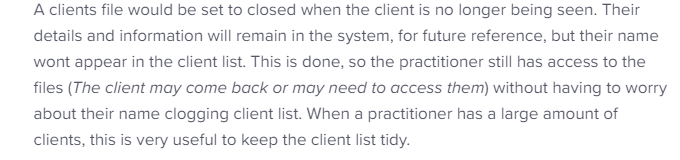 A clients file would be set to closed when the client is no longer being seen. Their
details and information will remain in the system, for future reference, but their name
wont appear in the client list. This is done, so the practitioner still has access to the
files (The client may come back or may need to access them) without having to worry
about their name clogging client list. When a practitioner has a large amount of
clients, this is very useful to keep the client list tidy.